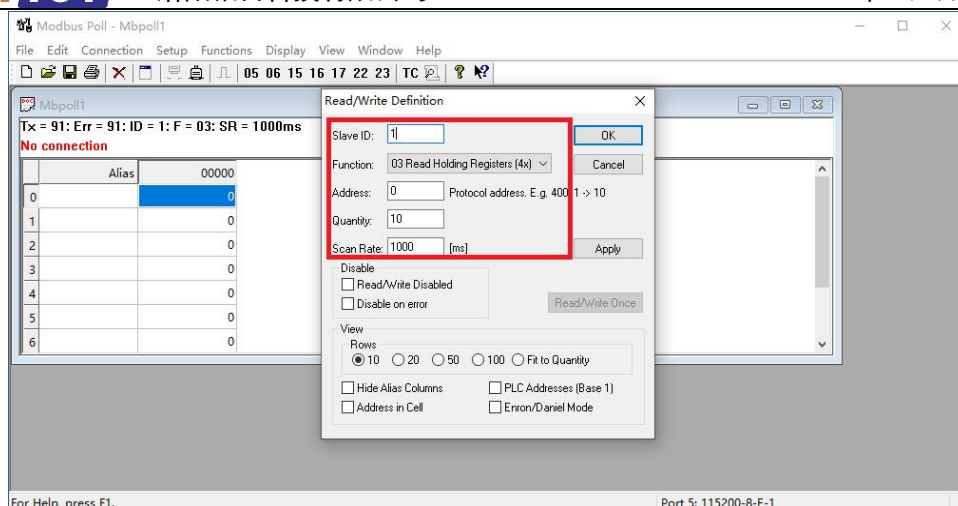 Modbus Poll - Mbpoll1
File Edit Connection Setup Functions Display View Window Help
05 06 15 16 17 22 23 TC
Mbpoll1
Tx = 91: Err = 91: ID = 1: F = 03: SR = 1000ms
No connection
Alias 00000
0 0
1 0
2 0
3 0
4 0
5 0
6 0
Read/Write Definition
Slave ID: 1 OK
Function: 03 Read Holding Registers (4x) Cancel
Address: 0 Protocol address. E.g. 400 1 -> 10
Quantity: 10
Scan Rate: 1000 [ms] Apply
Disable
Read/Write Disabled
Disable on error Read/Write Once
View
Rows
10 20 50 100 Fit to Quantity
Hide Alias Columns PLC Addresses (Base 1)
Address in Cell Enron/Daniel Mode
For Help, press F1. Port 5: 115200-8-E-1